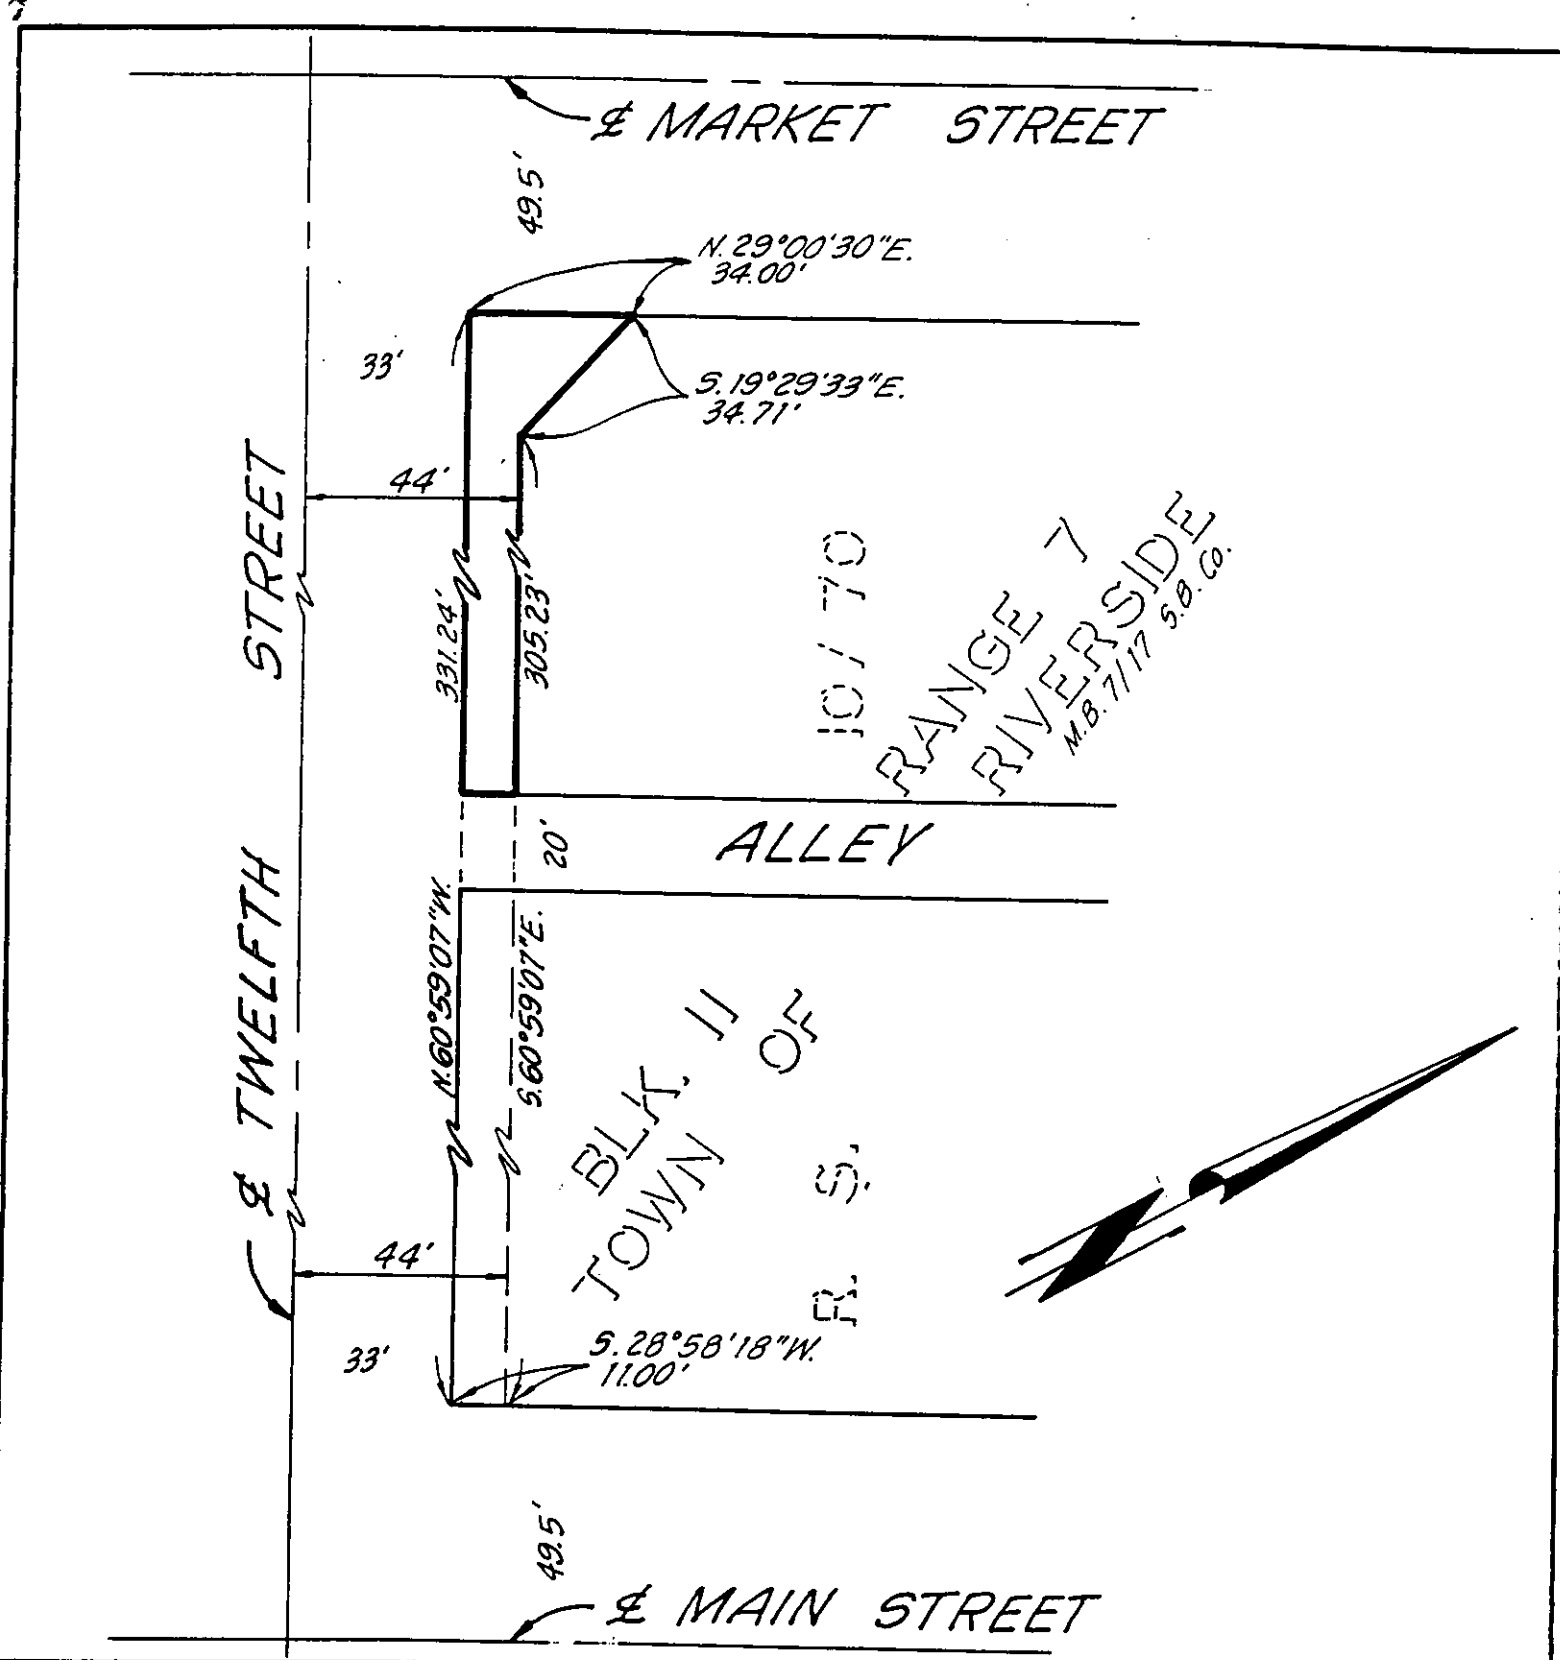 ℄ MARKET STREET
49.5'
N. 29°00'30"E.
34.00'
33'
S. 19°29'33"E.
34.71'
44'
℄ TWELFTH STREET
331.24'
305.23'
10 / 70
RANGE 7
RIVERSIDE
M.B. 7/17 S.B. Co.
ALLEY
20'
N. 60°59'07"W.
S. 60°59'07"E.
BLK. 11
TOWN OF
R. S.
44'
S. 28°58'18"W.
11.00'
33'
49.5'
℄ MAIN STREET